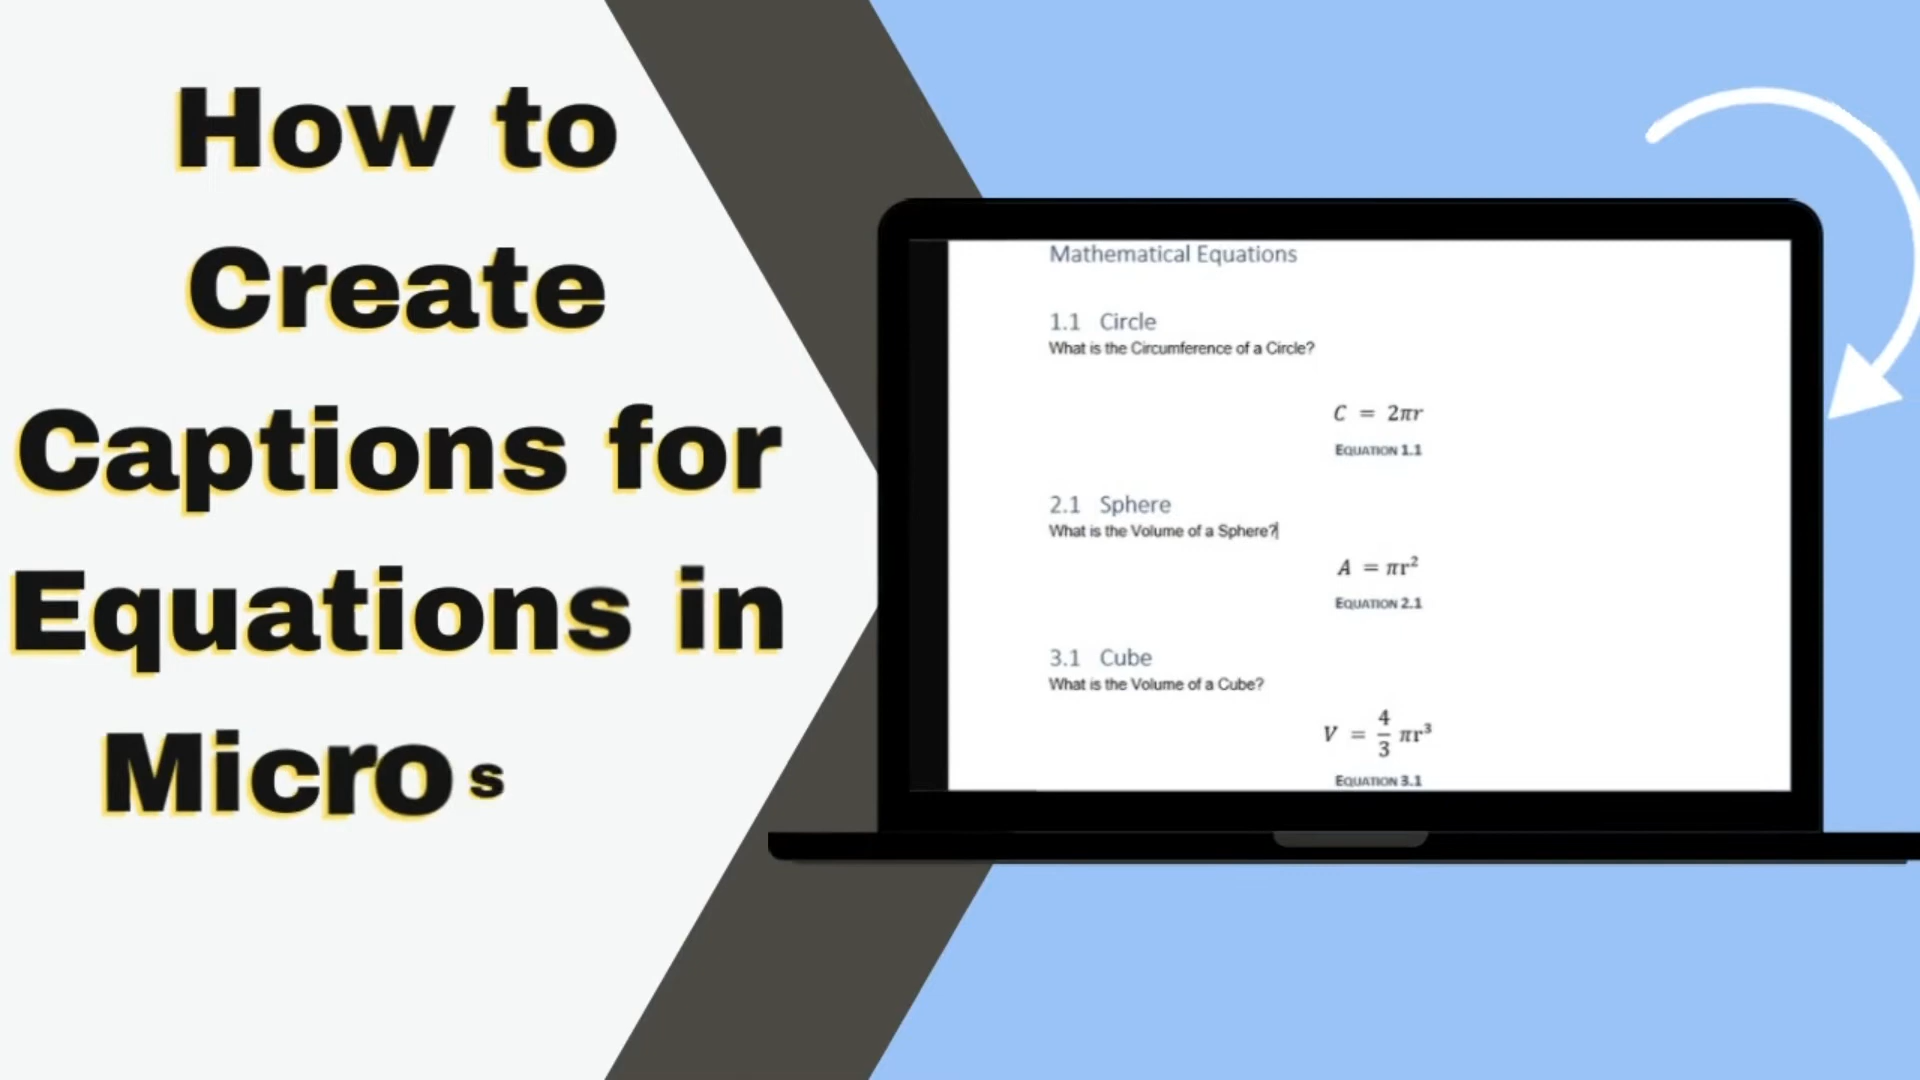 How to
Create
Captions for
Equations in
Micros
Mathematical Equations
1.1 Circle
What is the Circumference of a Circle?
C = 2πr
EQUATION 1.1
2.1 Sphere
What is the Volume of a Sphere?
A = πr²
EQUATION 2.1
3.1 Cube
What is the Volume of a Cube?
V = 4/3 πr³
EQUATION 3.1